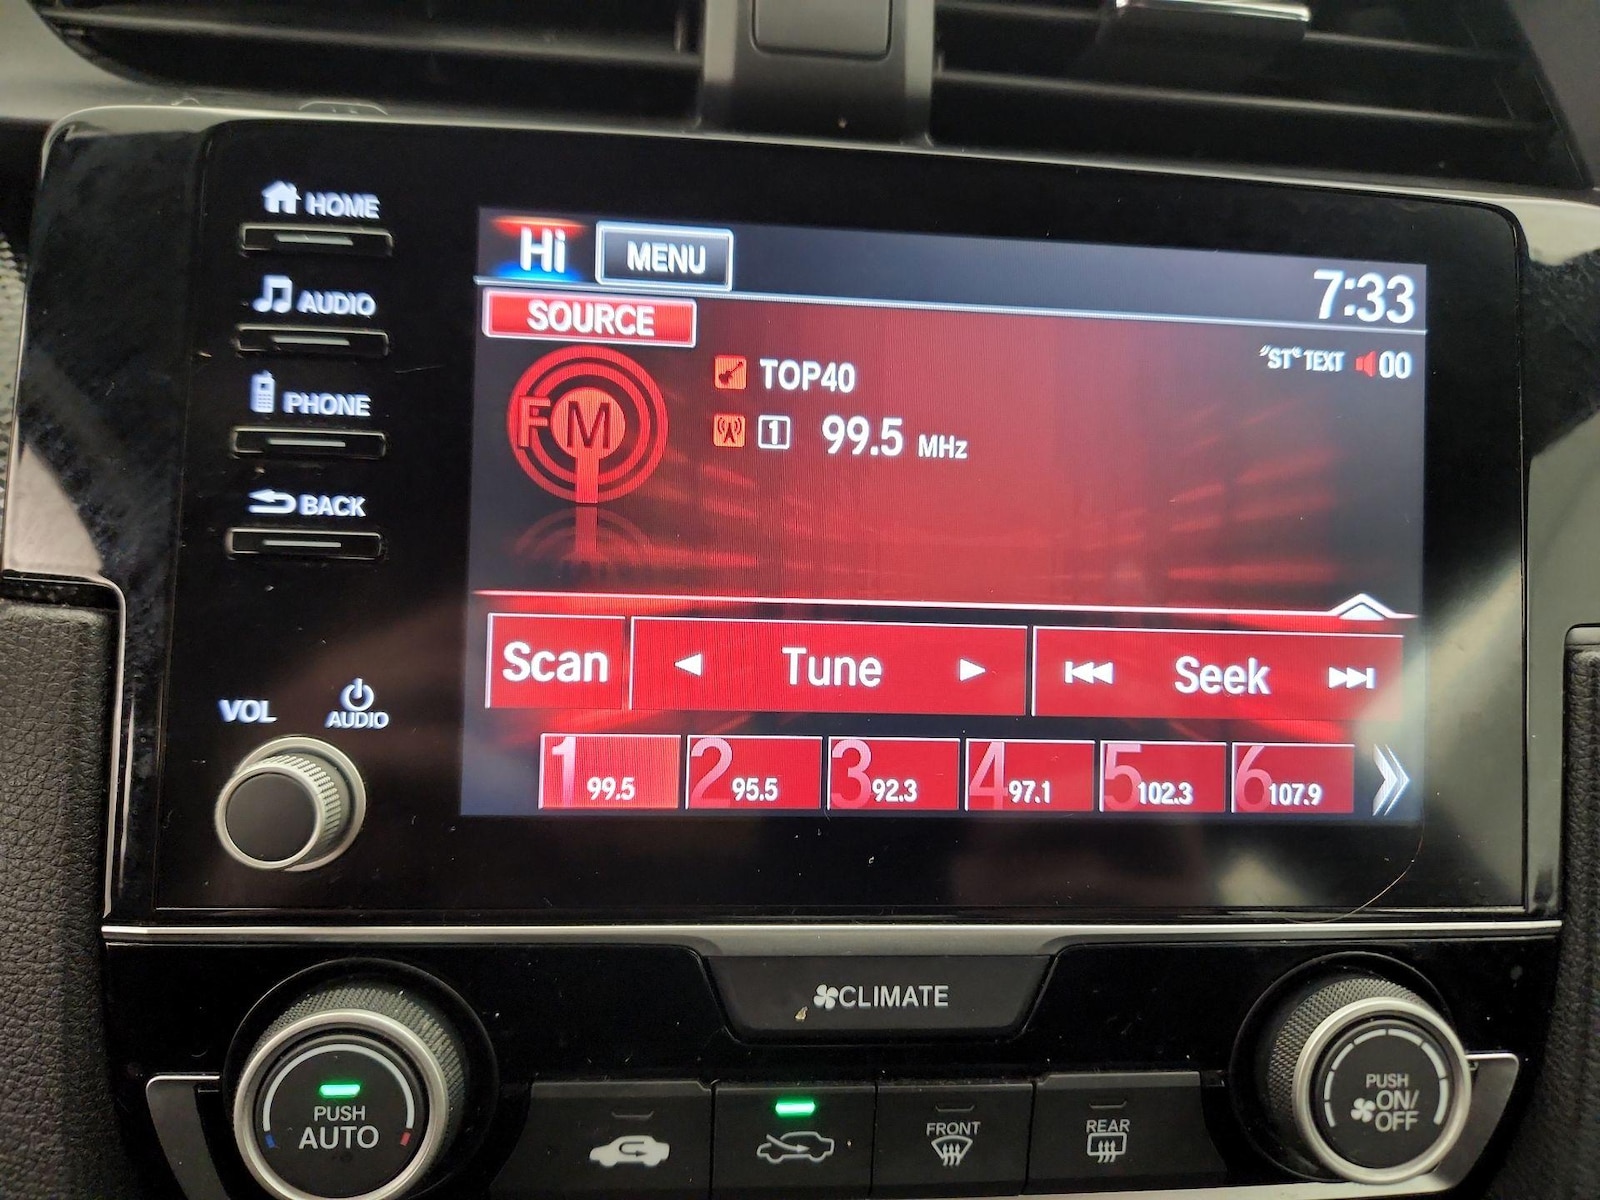 HOME
AUDIO
PHONE
BACK
VOL
AUDIO
Hi MENU 7:33
SOURCE
"ST" TEXT 00
FM
TOP40
1 99.5 MHz
Scan Tune Seek
1 99.5 2 95.5 3 92.3 4 97.1 5 102.3 6 107.9
CLIMATE
PUSH
AUTO
FRONT
REAR
PUSH
ON/
OFF